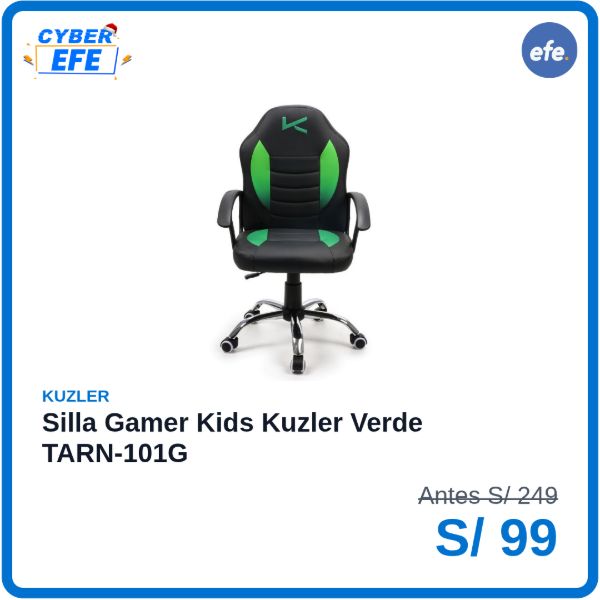 CYBER
EFE
efe.
K
KUZLER
Silla Gamer Kids Kuzler Verde
TARN-101G
Antes S/ 249
S/ 99